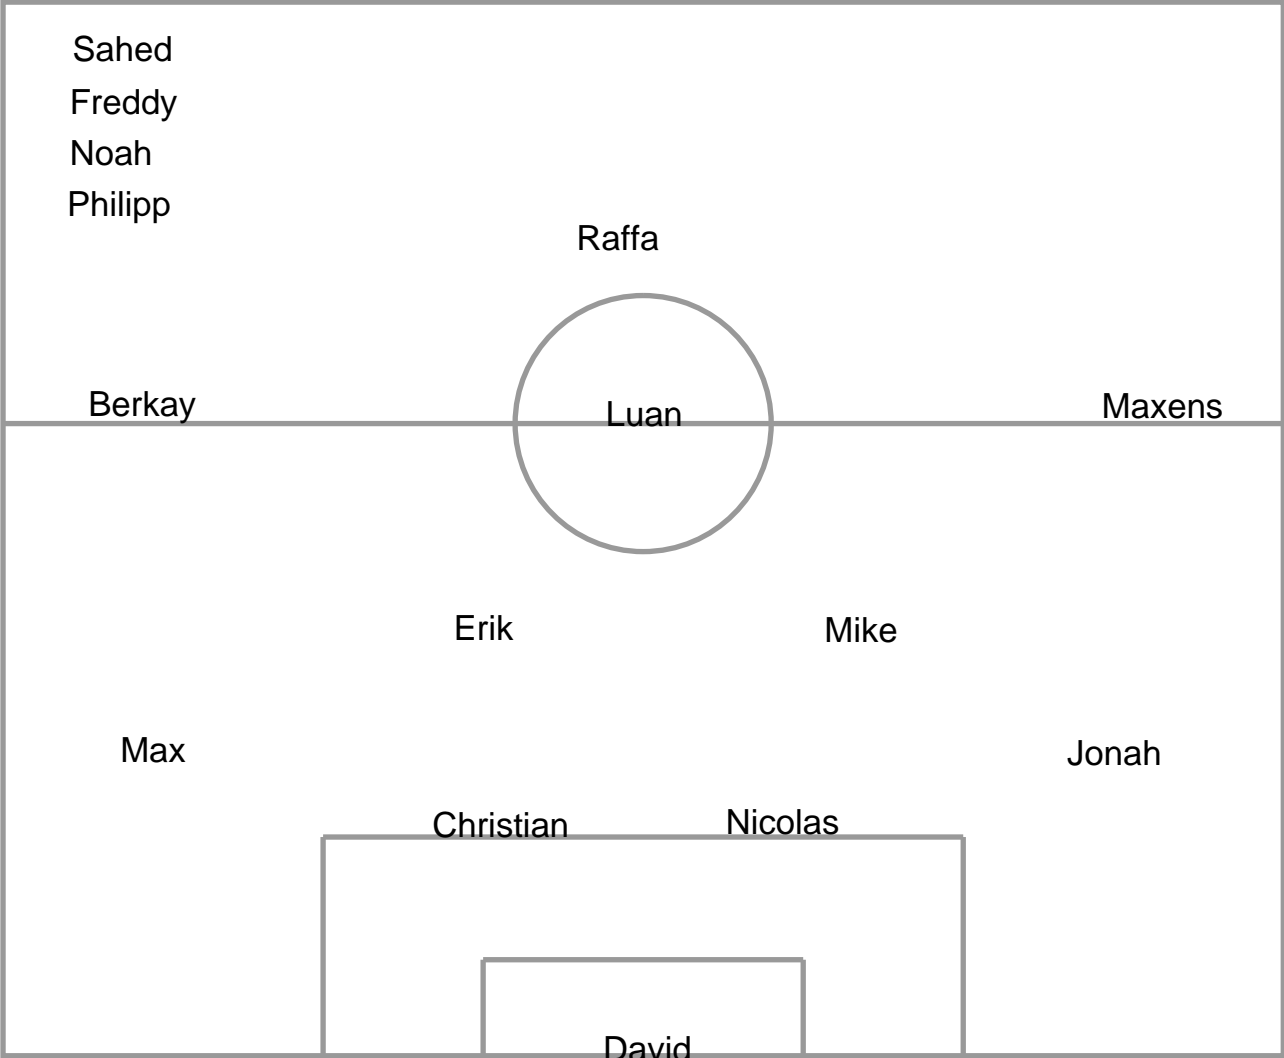 Sahed
Freddy
Noah
Philipp
Raffa
Berkay Luan Maxens
Erik Mike
Max Jonah
Christian Nicolas
David